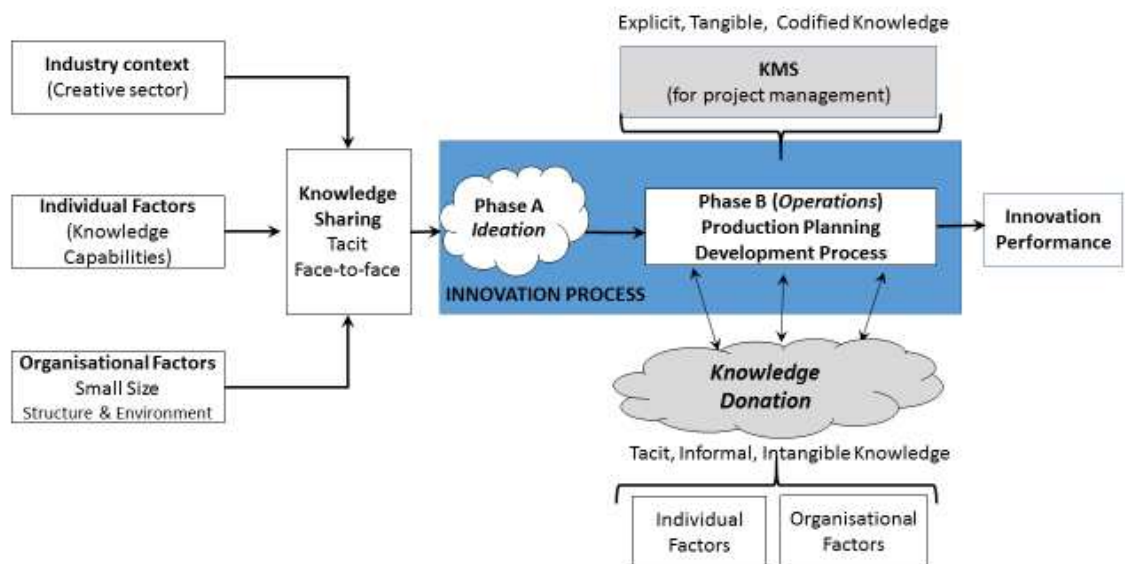 Explicit, Tangible, Codified Knowledge
Industry context
(Creative sector)
KMS
(for project management)
Individual Factors
(Knowledge
Capabilities)
Knowledge
Sharing
Tacit
Face-to-face
Phase A
Ideation
Phase B (Operations)
Production Planning
Development Process
Innovation
Performance
INNOVATION PROCESS
Organisational Factors
Small Size
Structure & Environment
Knowledge
Donation
Tacit, Informal, Intangible Knowledge
Individual
Factors
Organisational
Factors